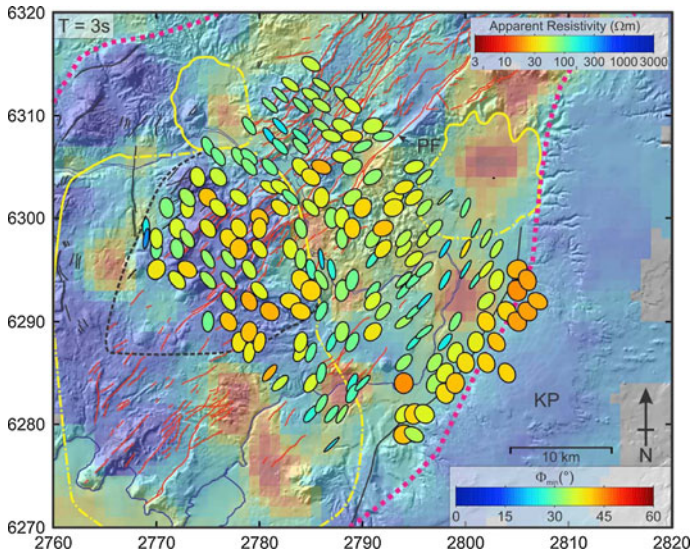 T = 3s
Apparent Resistivity (Ωm)
3 10 30 100 300 1000 3000
6320
6310
6300
6290
6280
6270
PF
KP
N
10 km
Φmin(°)
0 15 30 45 60
2760 2770 2780 2790 2800 2810 2820